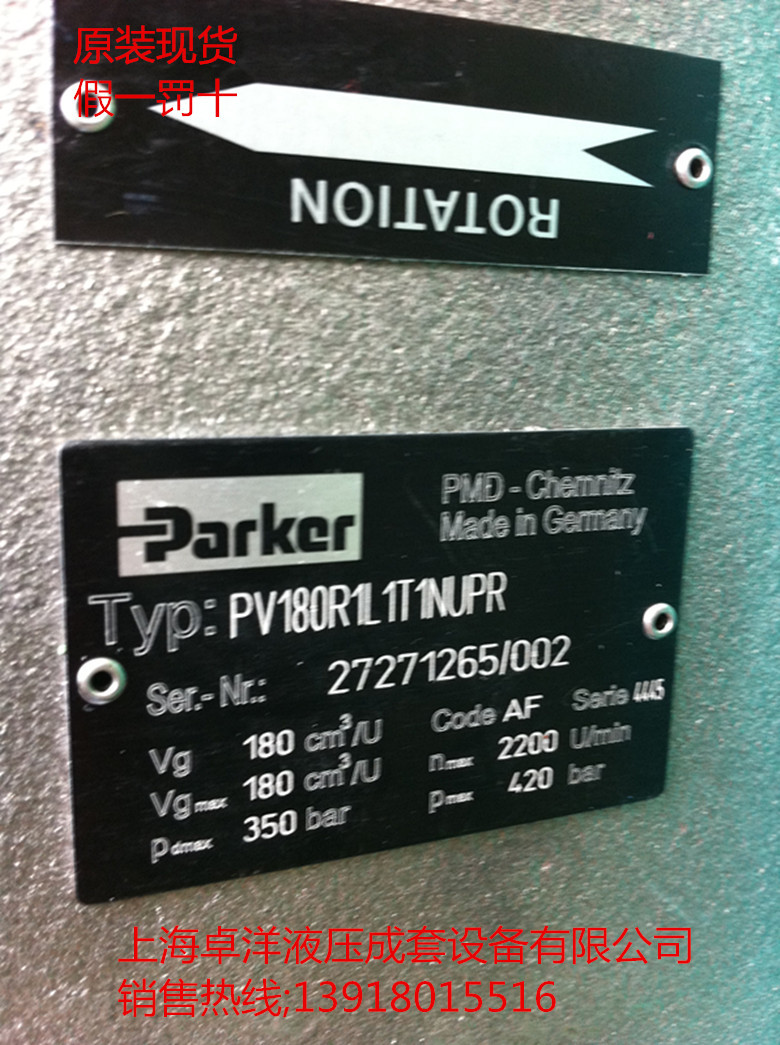 原装现货
假一罚十
ROTATION
Parker
PMD - Chemnitz
Made in Germany
Typ: PV180R1L1T1NUPR
Ser.- Nr.: 27271265/002
Vg 180 cm³/U Code AF Serie 4445
Vgmax 180 cm³/U nmax 2200 U/min
pdmax 350 bar pmax 420 bar
上海卓洋液压成套设备有限公司
销售热线;13918015516